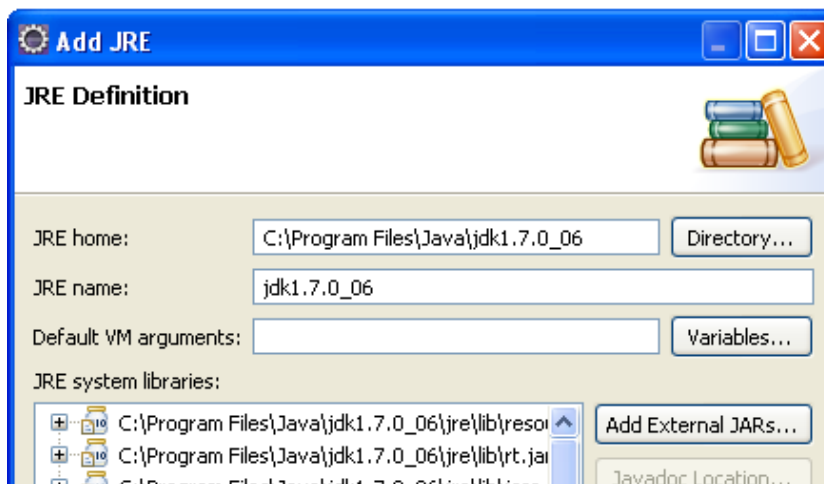 Add JRE
JRE Definition
JRE home: C:\Program Files\Java\jdk1.7.0_06 Directory...
JRE name: jdk1.7.0_06
Default VM arguments: Variables...
JRE system libraries:
C:\Program Files\Java\jdk1.7.0_06\jre\lib\resou Add External JARs...
C:\Program Files\Java\jdk1.7.0_06\jre\lib\rt.jar
Javadoc Location...